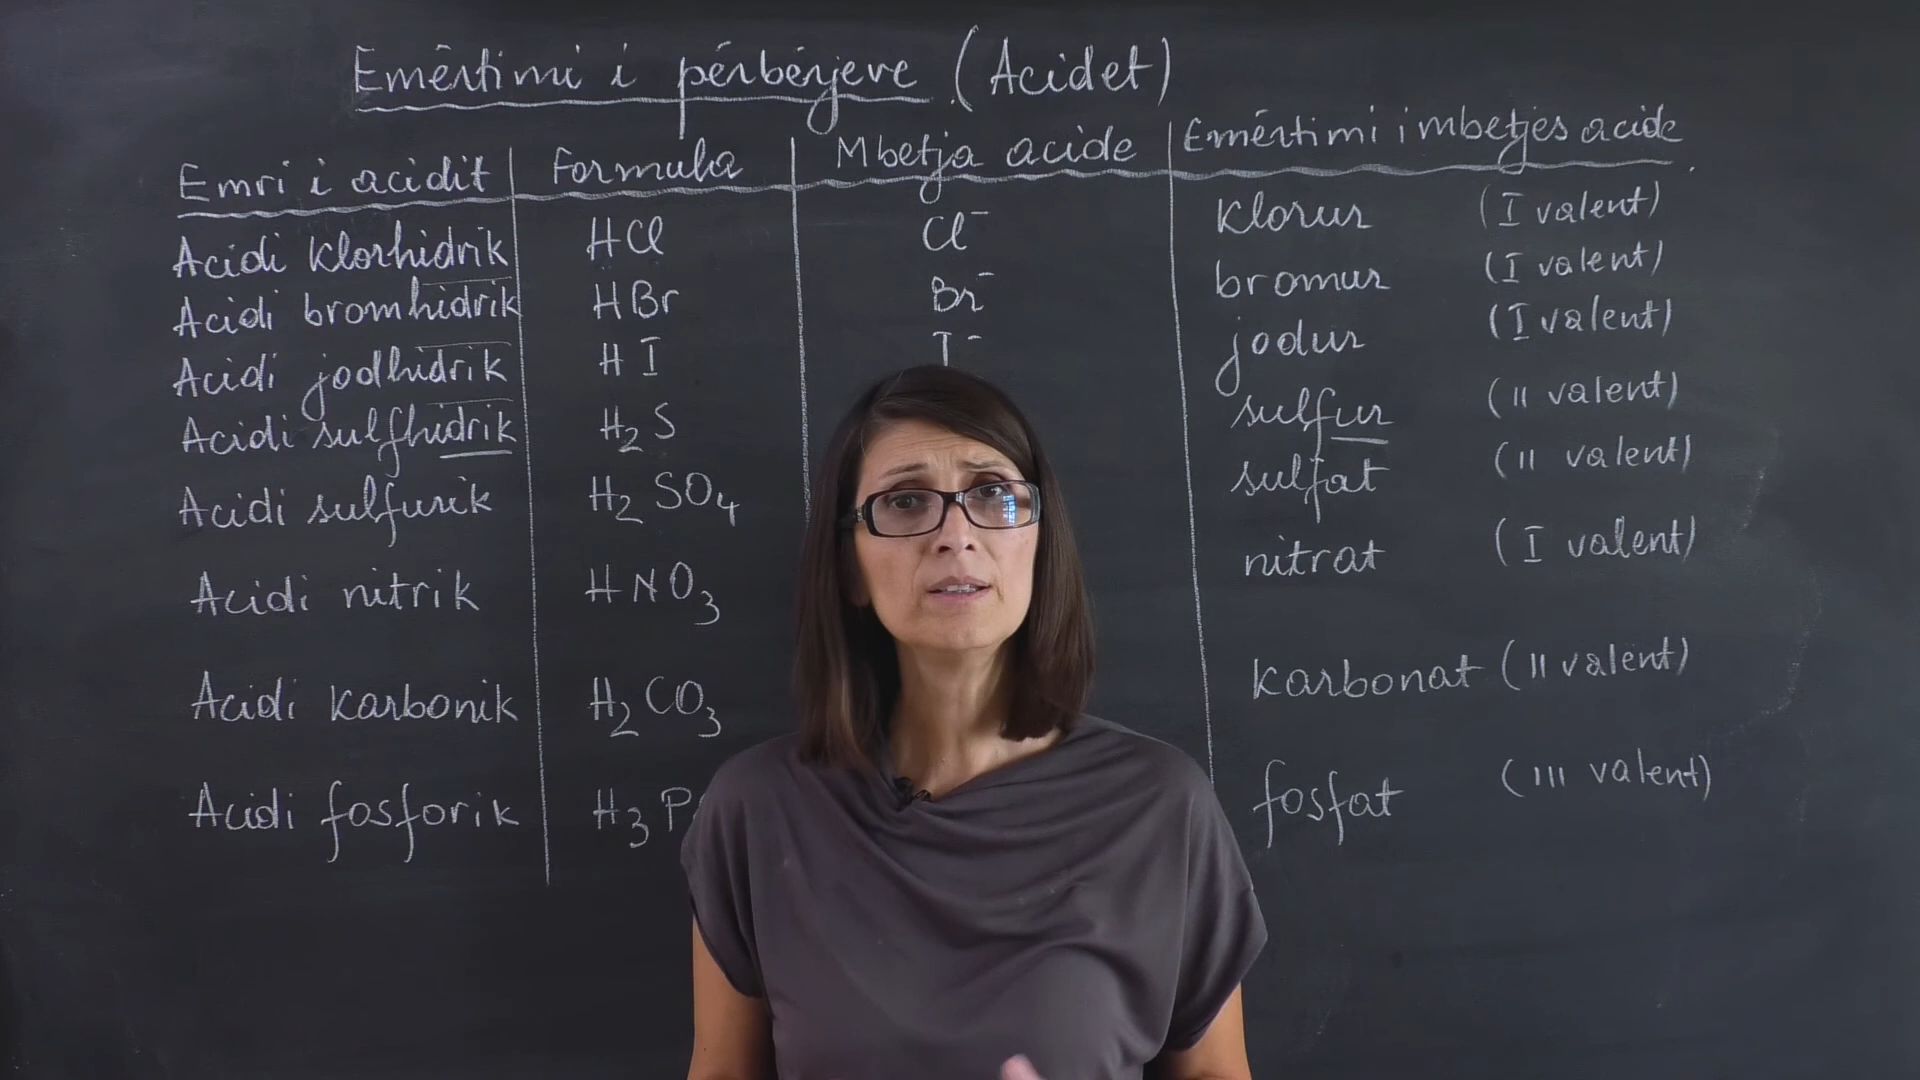 Emërtimi i përbërjeve (Acidet)
Emri i acidit Formula Mbetja acide Emërtimi i mbetjes acide
Acidi klorhidrik HCl Cl⁻ klorur (I valent)
Acidi bromhidrik HBr Br⁻ bromur (I valent)
Acidi jodhidrik HI I⁻ jodur (I valent)
Acidi sulfhidrik H₂S sulfur (II valent)
Acidi sulfurik H₂SO₄ sulfat (II valent)
Acidi nitrik HNO₃ nitrat (I valent)
Acidi karbonik H₂CO₃ karbonat (II valent)
Acidi fosforik H₃P fosfat (III valent)